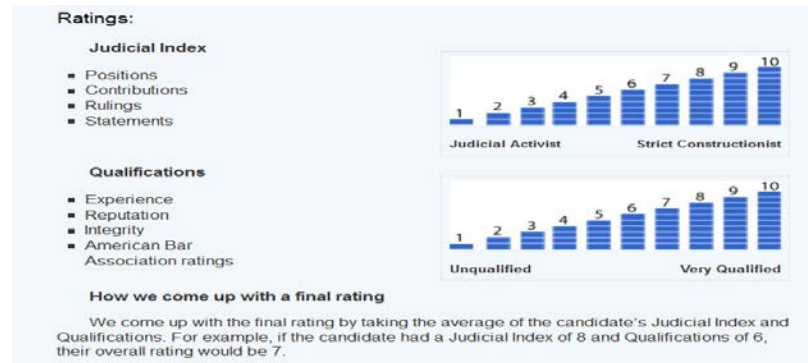 Ratings:
Judicial Index
Positions
Contributions
Rulings
Statements
1 2 3 4 5 6 7 8 9 10
Judicial Activist Strict Constructionist
Qualifications
Experience
Reputation
Integrity
American Bar
Association ratings
1 2 3 4 5 6 7 8 9 10
Unqualified Very Qualified
How we come up with a final rating
We come up with the final rating by taking the average of the candidate's Judicial Index and
Qualifications. For example, if the candidate had a Judicial Index of 8 and Qualifications of 6,
their overall rating would be 7.